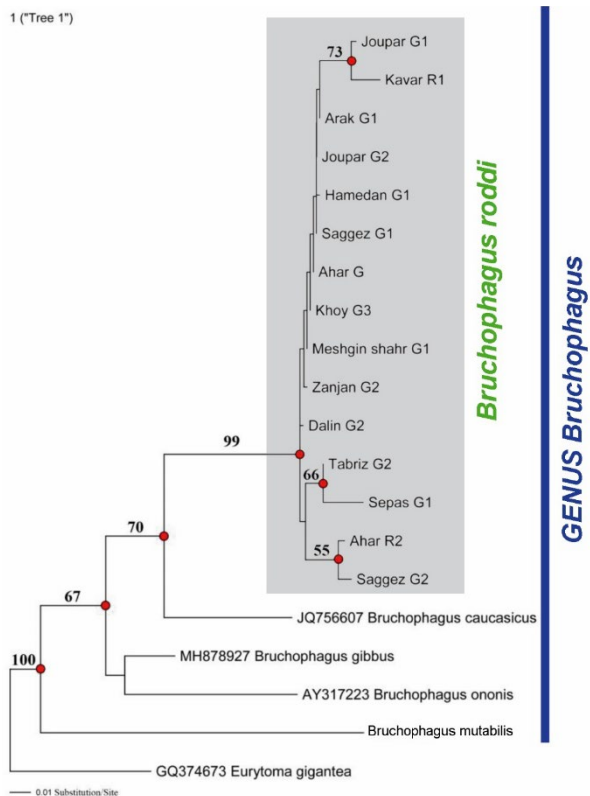 1 ("Tree 1")
73
Joupar G1
Kavar R1
Arak G1
Joupar G2
Hamedan G1
Saggez G1
Ahar G
Khoy G3
Meshgin shahr G1
Zanjan G2
Dalin G2
99
Tabriz G2
66
Sepas G1
Ahar R2
55
Saggez G2
70
JQ756607 Bruchophagus caucasicus
67
MH878927 Bruchophagus gibbus
100
AY317223 Bruchophagus ononis
Bruchophagus mutabilis
GQ374673 Eurytoma gigantea
0.01 Substitution/Site
Bruchophagus roddi
GENUS Bruchophagus